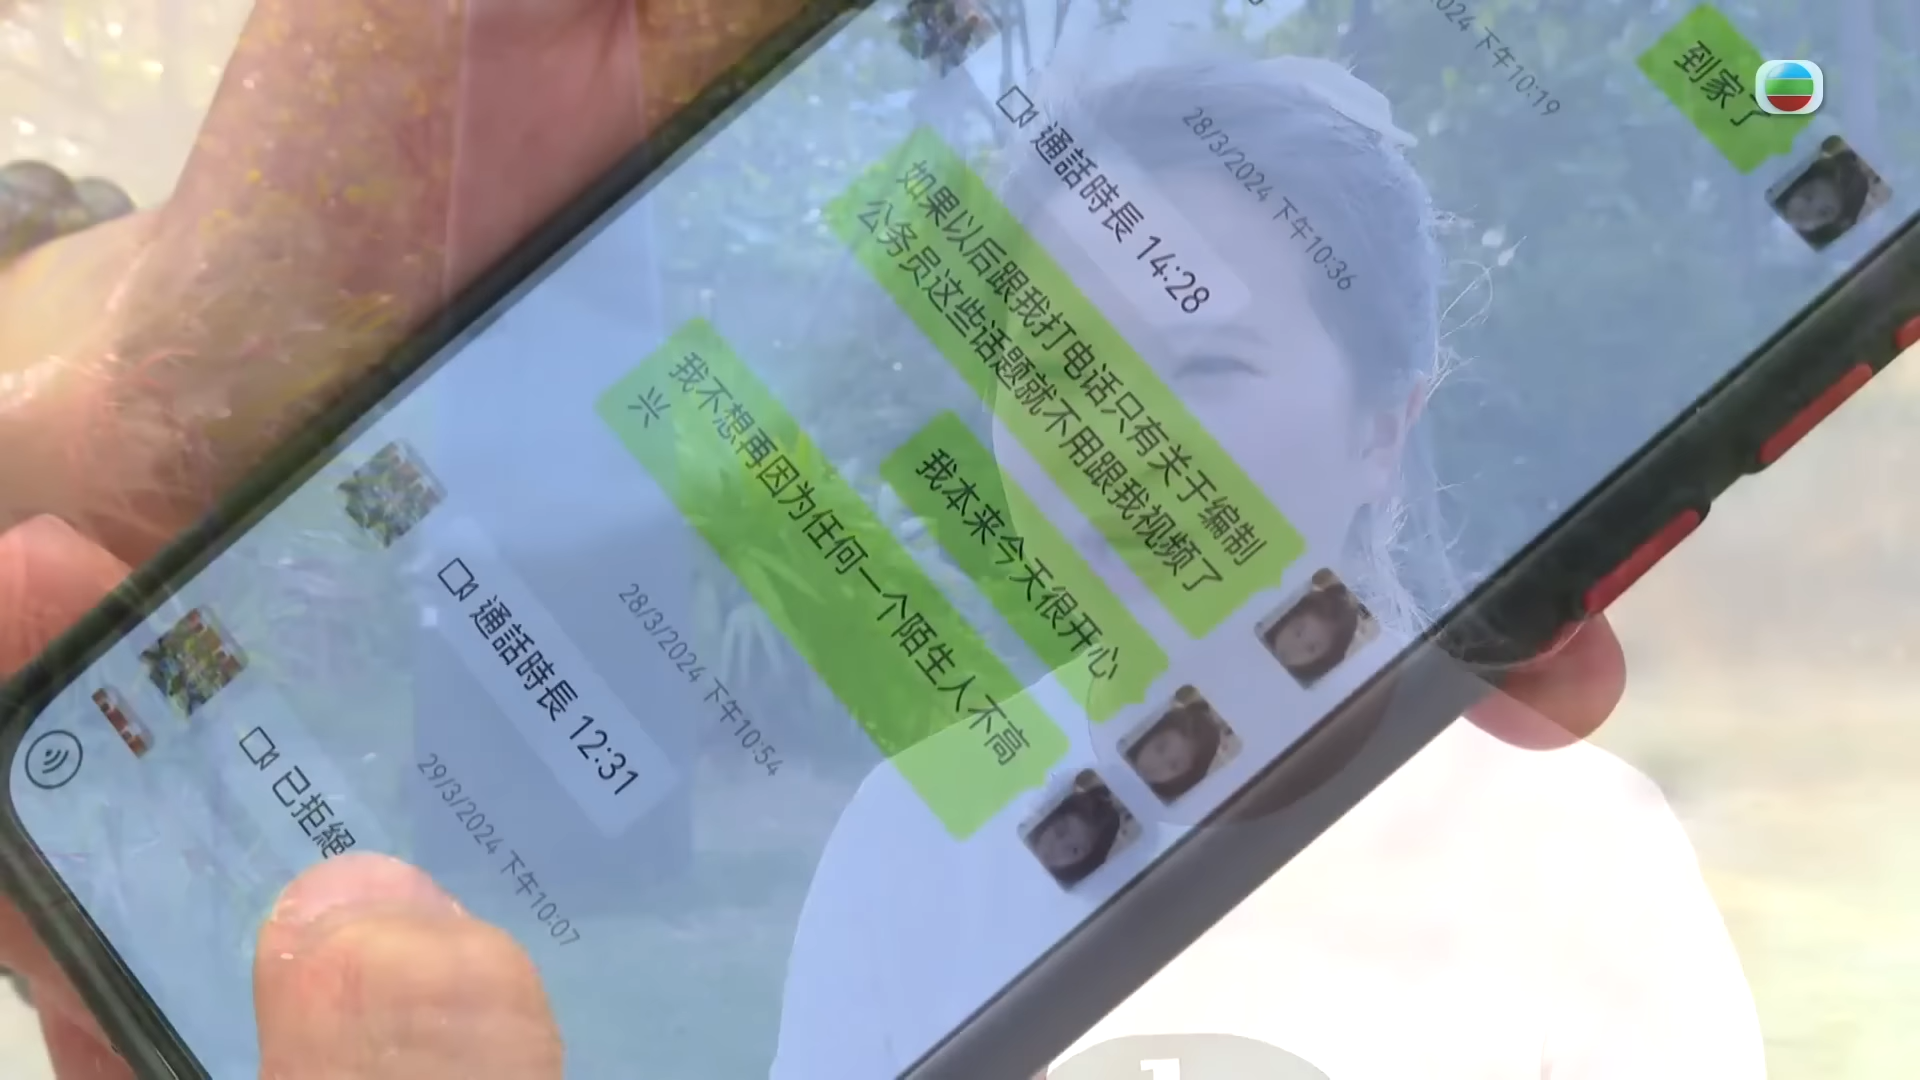 到家了
024 下午10:19
28/3/2024 下午10:36
通話時長 14:28
如果以后跟我打电话只有关于编制
公务员这些话题就不用跟我视频了
我本来今天很开心
我不想再因为任何一个陌生人不高
兴
28/3/2024 下午10:54
通話時長 12:31
29/3/2024 下午10:07
已拒絕